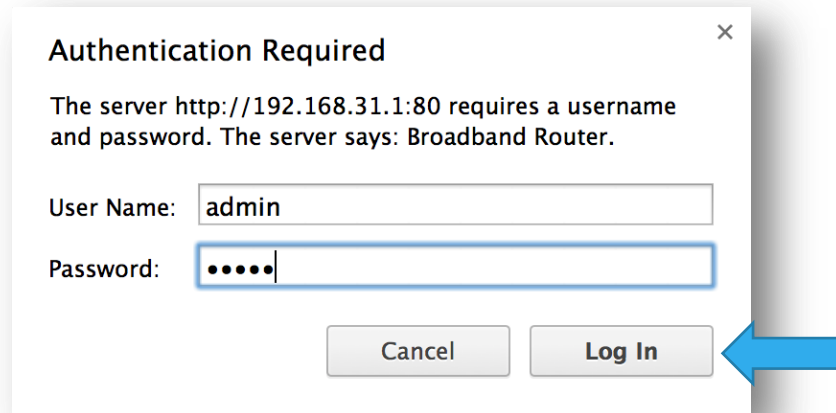 Authentication Required
The server http://192.168.31.1:80 requires a username
and password. The server says: Broadband Router.
User Name: admin
Password: •••••
Cancel Log In